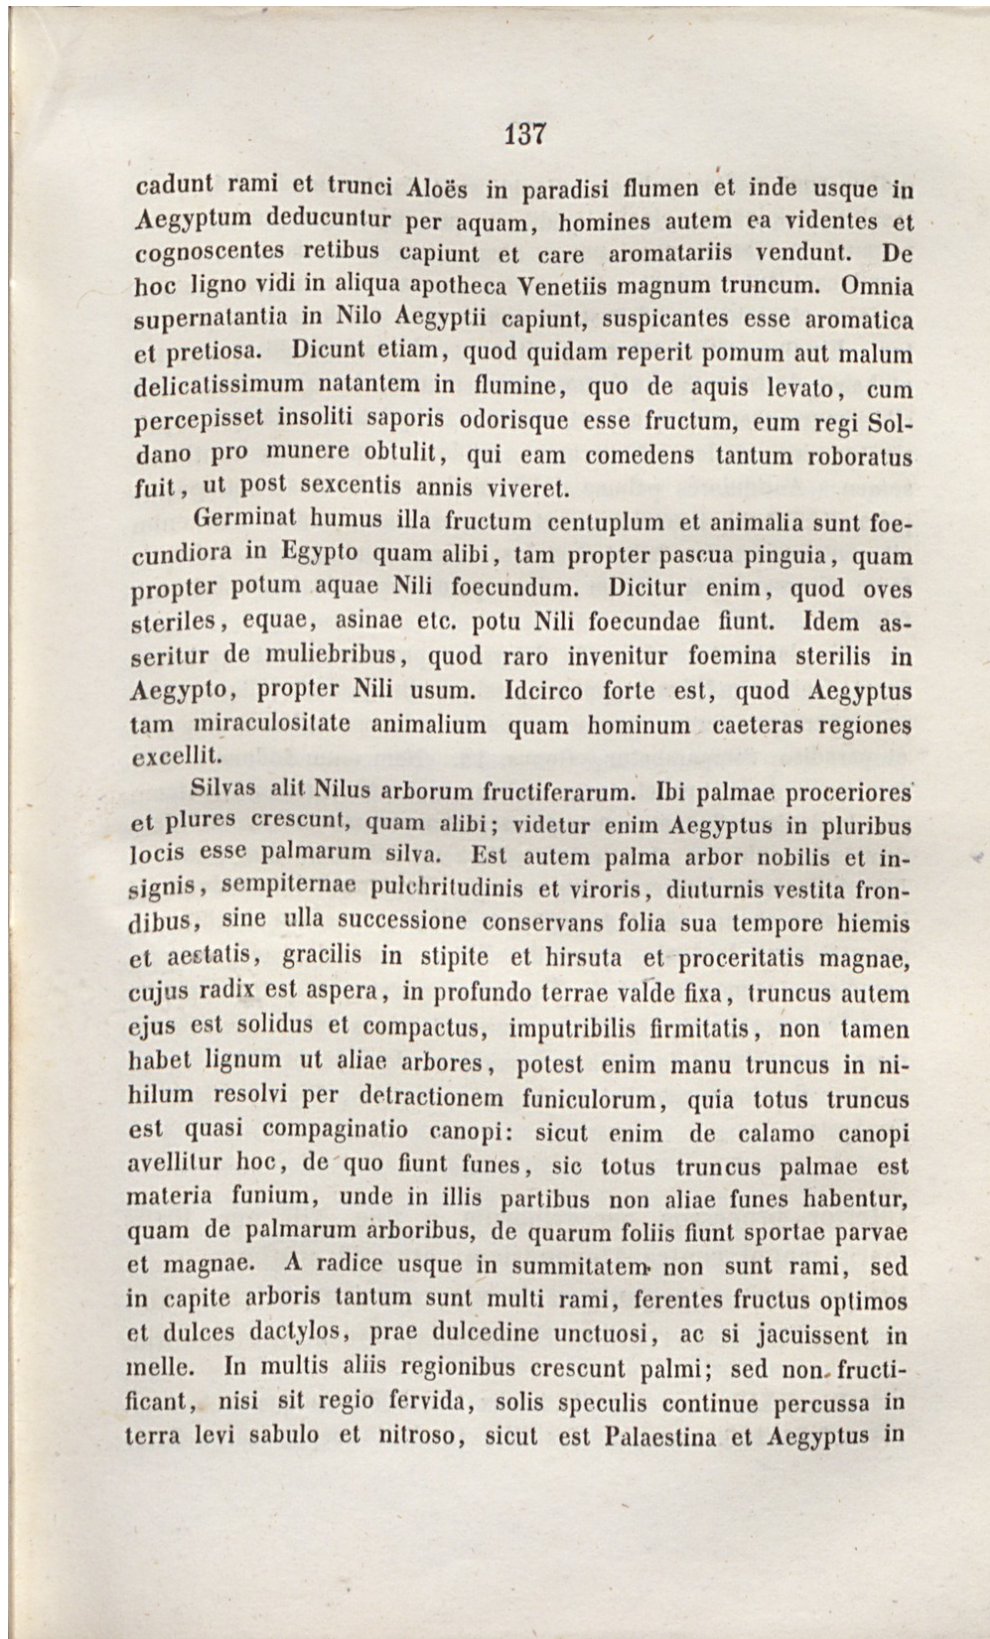 137
cadunt rami et trunci Aloës in paradisi flumen et inde usque in
Aegyptum deducuntur per aquam, homines autem ea videntes et
cognoscentes retibus capiunt et care aromatariis vendunt. De
hoc ligno vidi in aliqua apotheca Venetiis magnum truncum. Omnia
supernatantia in Nilo Aegyptii capiunt, suspicantes esse aromatica
et pretiosa. Dicunt etiam, quod quidam reperit pomum aut malum
delicatissimum natantem in flumine, quo de aquis levato, cum
percepisset insoliti saporis odorisque esse fructum, eum regi Sol-
dano pro munere obtulit, qui eam comedens tantum roboratus
fuit, ut post sexcentis annis viveret.
Germinat humus illa fructum centuplum et animalia sunt foe-
cundiora in Egypto quam alibi, tam propter pascua pinguia, quam
propter potum aquae Nili foecundum. Dicitur enim, quod oves
steriles, equae, asinae etc. potu Nili foecundae fiunt. Idem as-
seritur de muliebribus, quod raro invenitur foemina sterilis in
Aegypto, propter Nili usum. Idcirco forte est, quod Aegyptus
tam miraculositate animalium quam hominum caeteras regiones
excellit.
Silvas alit Nilus arborum fructiferarum. Ibi palmae proceriores
et plures crescunt, quam alibi; videtur enim Aegyptus in pluribus
locis esse palmarum silva. Est autem palma arbor nobilis et in-
signis, sempiternae pulchritudinis et viroris, diuturnis vestita fron-
dibus, sine ulla successione conservans folia sua tempore hiemis
et aestatis, gracilis in stipite et hirsuta et proceritatis magnae,
cujus radix est aspera, in profundo terrae valde fixa, truncus autem
ejus est solidus et compactus, imputribilis firmitatis, non tamen
habet lignum ut aliae arbores, potest enim manu truncus in ni-
hilum resolvi per detractionem funiculorum, quia totus truncus
est quasi compaginatio canopi: sicut enim de calamo canopi
avellitur hoc, de quo fiunt funes, sic totus truncus palmae est
materia funium, unde in illis partibus non aliae funes habentur,
quam de palmarum arboribus, de quarum foliis fiunt sportae parvae
et magnae. A radice usque in summitatem non sunt rami, sed
in capite arboris tantum sunt multi rami, ferentes fructus optimos
et dulces dactylos, prae dulcedine unctuosi, ac si jacuissent in
melle. In multis aliis regionibus crescunt palmi; sed non fructi-
ficant, nisi sit regio fervida, solis speculis continue percussa in
terra levi sabulo et nitroso, sicut est Palaestina et Aegyptus in